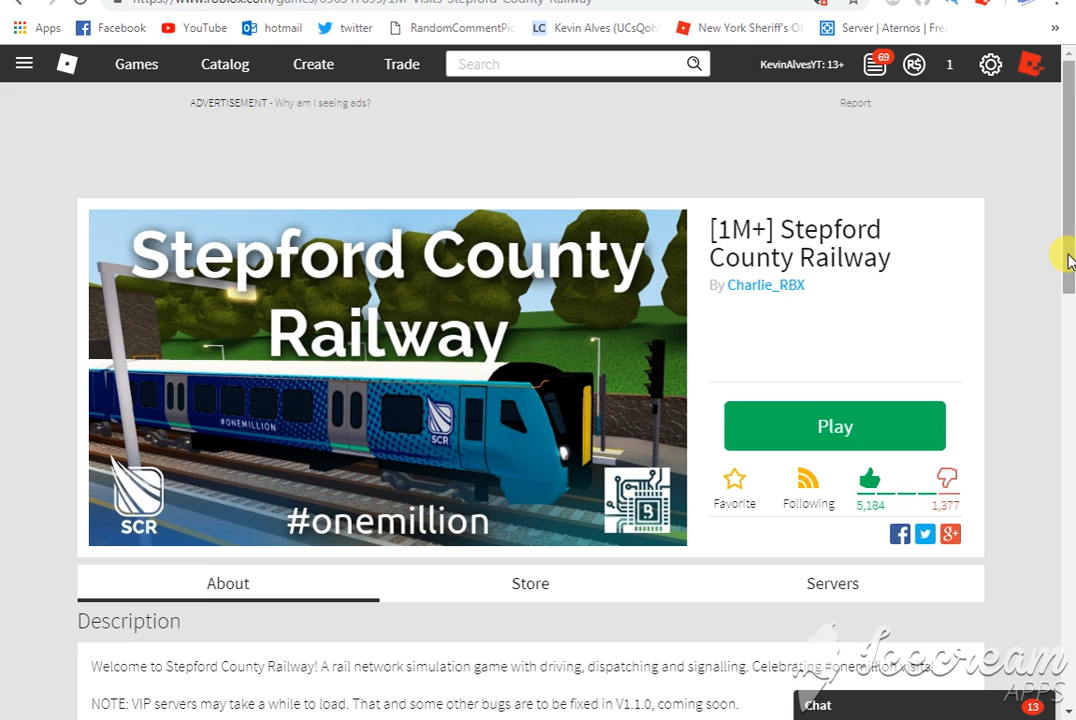 Apps Facebook YouTube hotmail twitter RandomCommentPic LC Kevin Alves (UCsQoh New York Sheriff's Of Server | Aternos | Free »
Games Catalog Create Trade Search KevinAlvesYT: 13+ 69 R$ 1
ADVERTISEMENT - Why am I seeing ads? Report
Stepford County
Railway
#ONEMILLION
SCR
SCR
#onemillion
B
[1M+] Stepford
County Railway
By Charlie_RBX
Play
Favorite Following 5,184 1,377
About Store Servers
Description
Welcome to Stepford County Railway! A rail network simulation game with driving, dispatching and signalling. Celebrating #onemillion visits!
NOTE: VIP servers may take a while to load. That and some other bugs are to be fixed in V1.1.0, coming soon.
Icecream
APPS
Chat 13